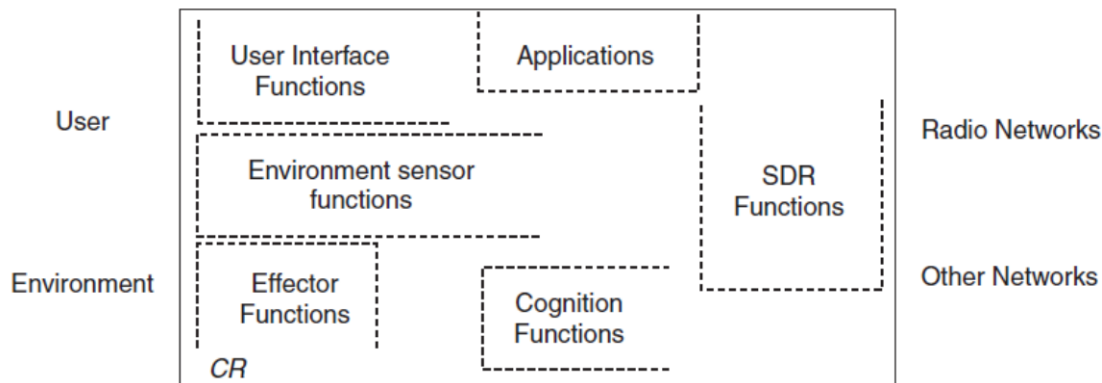 User Interface
Functions
Applications
User
Radio Networks
Environment sensor
functions
SDR
Functions
Environment
Effector
Functions
Cognition
Functions
Other Networks
CR